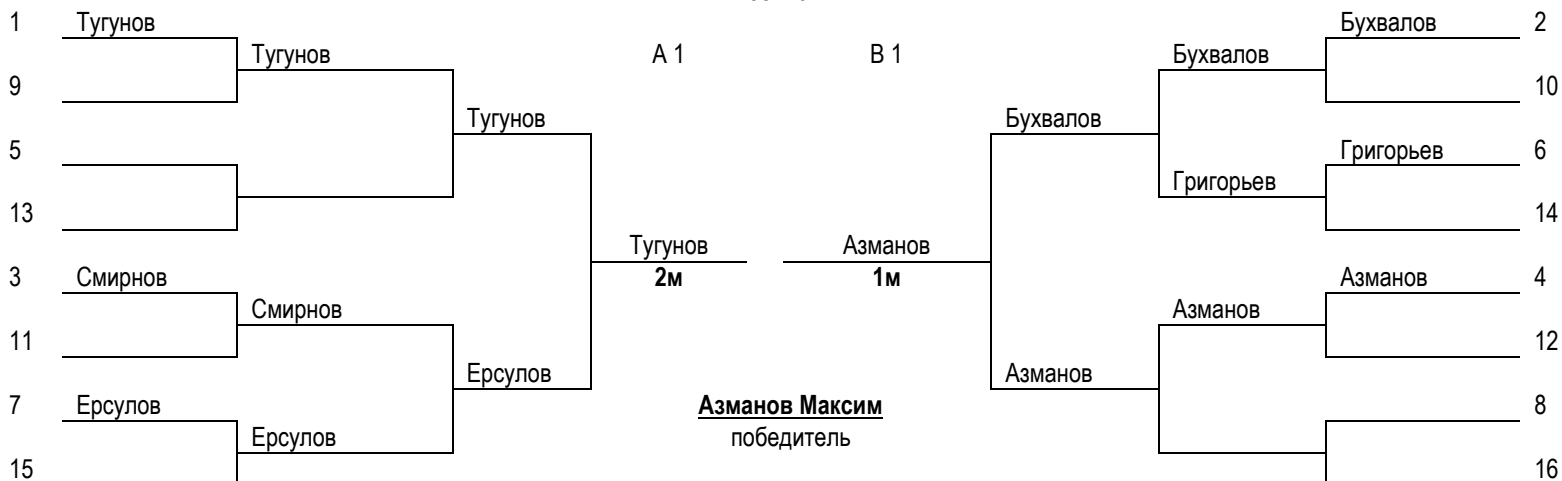 1 Тугунов Бухвалов 2
Тугунов А 1 В 1 Бухвалов
9 10
Тугунов Бухвалов
5 Григорьев 6
Григорьев
13 14
Тугунов Азманов
3 Смирнов 2м 1м Азманов 4
Смирнов Азманов
11 12
Ерсулов Азманов
7 Ерсулов Азманов Максим 8
Ерсулов победитель
15 16